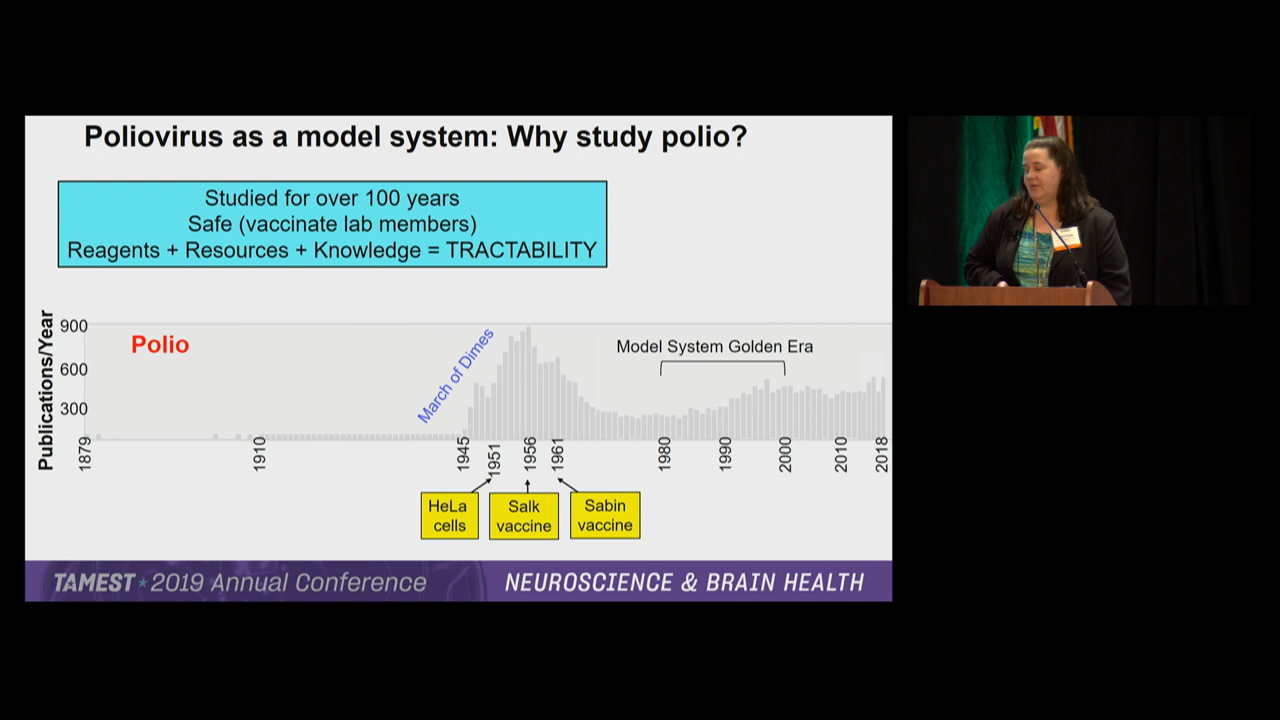 Poliovirus as a model system: Why study polio?
Studied for over 100 years
Safe (vaccinate lab members)
Reagents + Resources + Knowledge = TRACTABILITY
Publications/Year
900
600
300
Polio
March of Dimes
Model System Golden Era
1879
1910
1945
1951
1956
1961
1980
1990
2000
2010
2018
HeLa
cells
Salk
vaccine
Sabin
vaccine
TAMEST★2019 Annual Conference
NEUROSCIENCE & BRAIN HEALTH